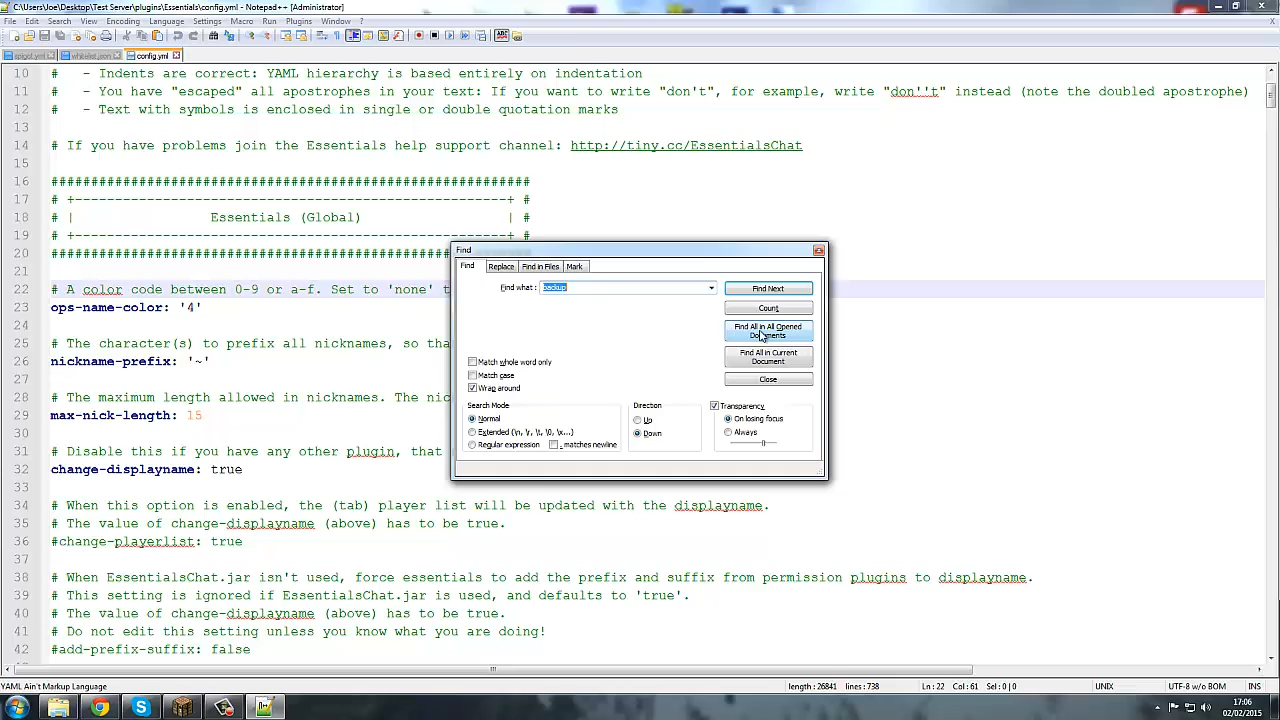 C:\Users\Joe\Desktop\Test Server\plugins\Essentials\config.yml - Notepad++ [Administrator]
File Edit Search View Encoding Language Settings Macro Run Plugins Window ? X
spigot.yml whitelist.json config.yml
10 #   - Indents are correct: YAML hierarchy is based entirely on indentation
11 #   - You have "escaped" all apostrophes in your text: If you want to write "don't", for example, write "don''t" instead (note the doubled apostrophe)
12 #   - Text with symbols is enclosed in single or double quotation marks
13
14 # If you have problems join the Essentials help support channel: http://tiny.cc/EssentialsChat
15
16 ############################################################
17 # +------------------------------------------------------+ #
18 # |                  Essentials (Global)                 | #
19 # +------------------------------------------------------+ #
20 ############################################################
21
22 # A color code between 0-9 or a-f. Set to 'none' t
23 ops-name-color: '4'
24
25 # The character(s) to prefix all nicknames, so tha
26 nickname-prefix: '~'
27
28 # The maximum length allowed in nicknames. The nic
29 max-nick-length: 15
30
31 # Disable this if you have any other plugin, that
32 change-displayname: true
33
34 # When this option is enabled, the (tab) player list will be updated with the displayname.
35 # The value of change-displayname (above) has to be true.
36 #change-playerlist: true
37
38 # When EssentialsChat.jar isn't used, force essentials to add the prefix and suffix from permission plugins to displayname.
39 # This setting is ignored if EssentialsChat.jar is used, and defaults to 'true'.
40 # The value of change-displayname (above) has to be true.
41 # Do not edit this setting unless you know what you are doing!
42 #add-prefix-suffix: false
Find
Find Replace Find in Files Mark
Find what : backup Find Next
Count
Find All in All Opened
Documents
Find All in Current
Document
Close
Match whole word only
Match case
Wrap around
Search Mode
Normal
Extended (\n, \r, \t, \0, \x...)
Regular expression . matches newline
Direction
Up
Down
Transparency
On losing focus
Always
YAML Ain't Markup Language length : 26841 lines : 738 Ln : 22 Col : 61 Sel : 0 | 0 UNIX UTF-8 w/o BOM INS
17:06
02/02/2015